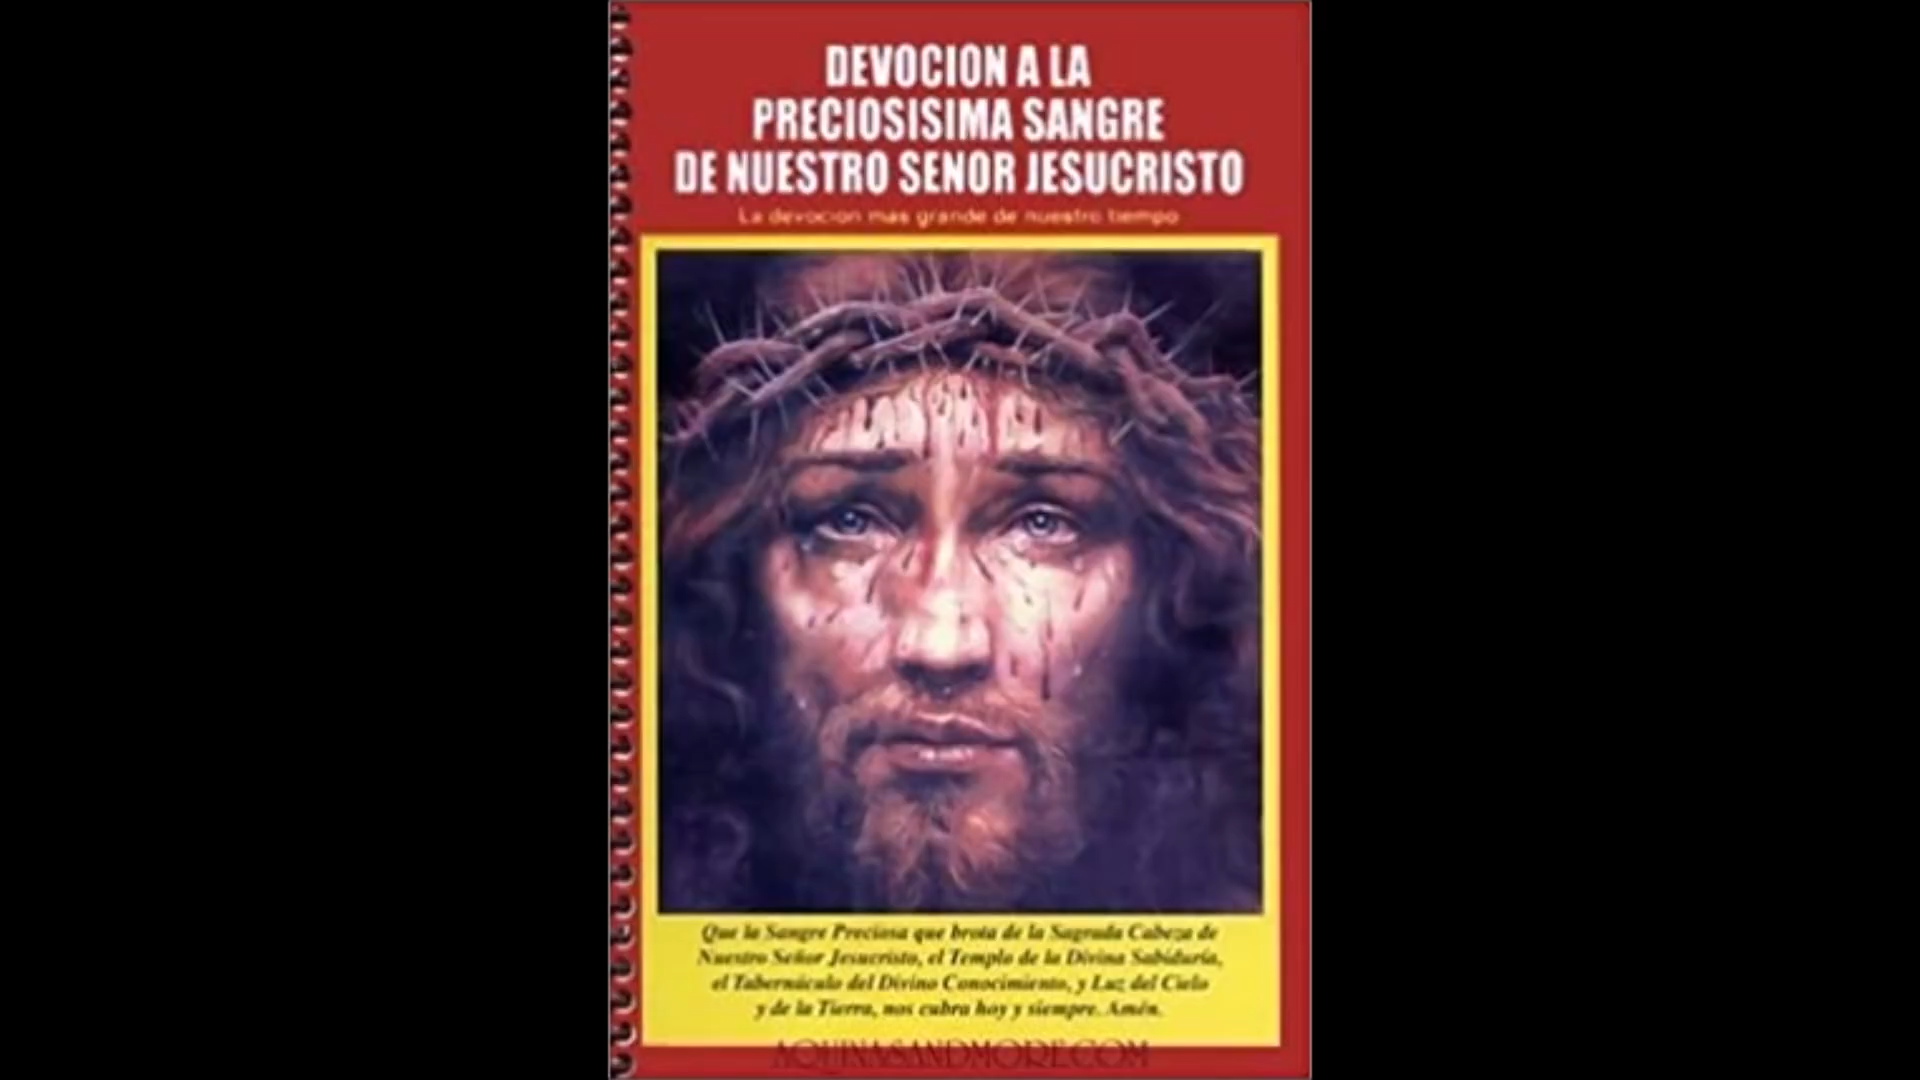 DEVOCION A LA
PRECIOSISIMA SANGRE
DE NUESTRO SENOR JESUCRISTO
La devocion mas grande de nuestro tiempo
Que la Sangre Preciosa que brota de la Sagrada Cabeza de
Nuestro Señor Jesucristo, el Templo de la Divina Sabiduría,
el Tabernáculo del Divino Conocimiento, y Luz del Cielo
y de la Tierra, nos cubra hoy y siempre. Amén.
AQUINASANDMORE.COM